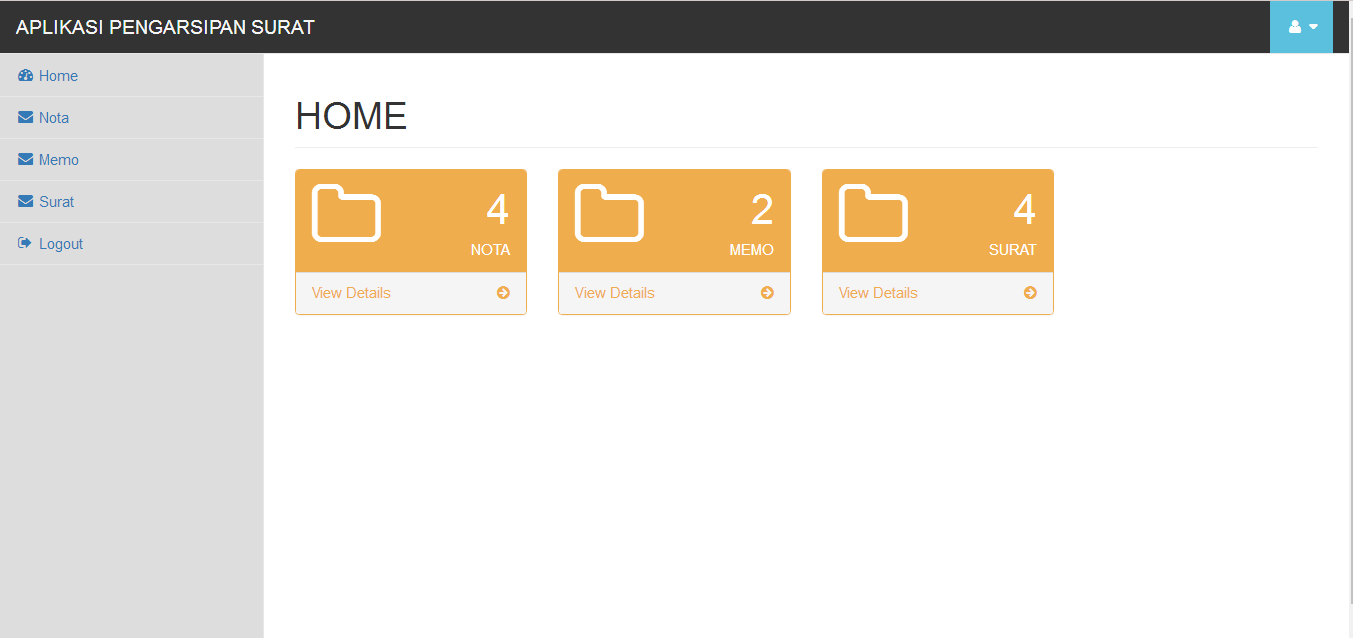 APLIKASI PENGARSIPAN SURAT
Home
Nota
Memo
Surat
Logout
HOME
4
NOTA
View Details
2
MEMO
View Details
4
SURAT
View Details